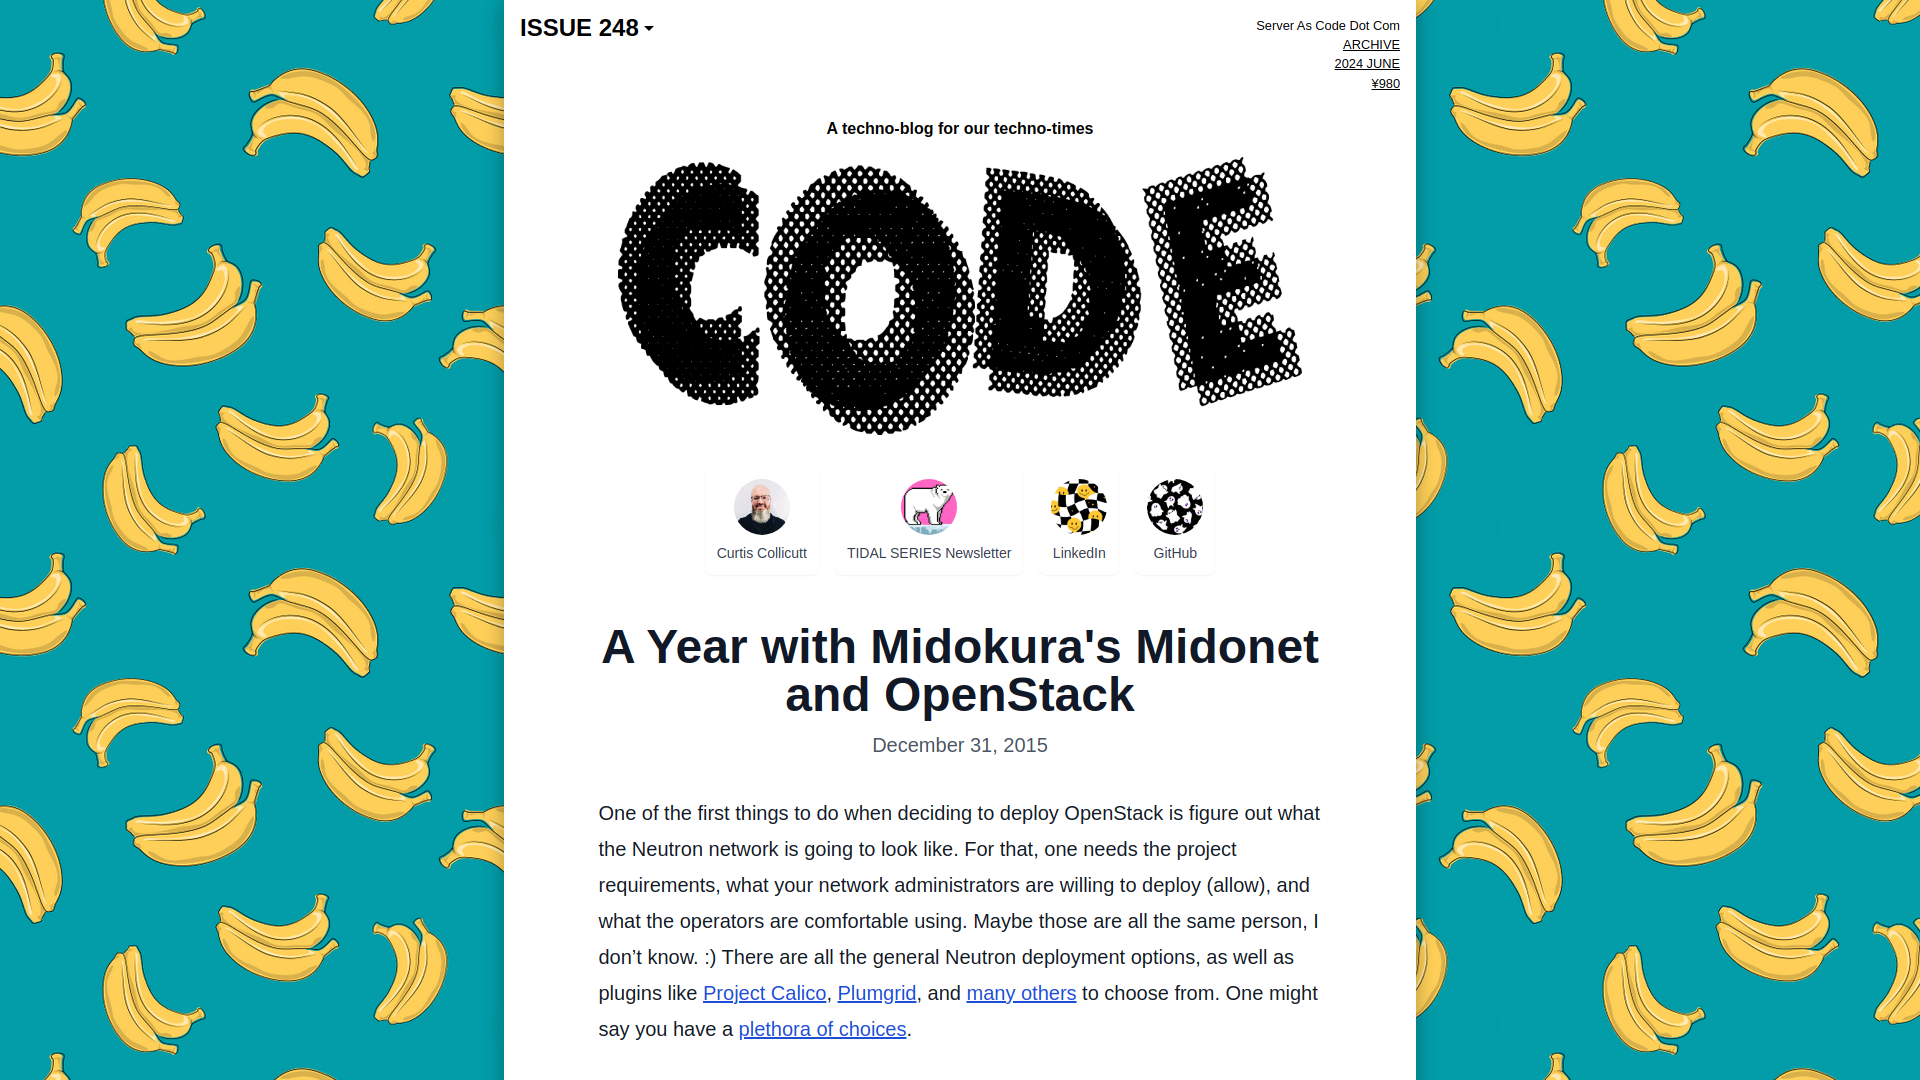 ISSUE 248
Server As Code Dot Com
ARCHIVE
2024 JUNE
¥980
A techno-blog for our techno-times
CODE
Curtis Collicutt
TIDAL SERIES Newsletter
LinkedIn
GitHub
A Year with Midokura's Midonet
and OpenStack
December 31, 2015
One of the first things to do when deciding to deploy OpenStack is figure out what
the Neutron network is going to look like. For that, one needs the project
requirements, what your network administrators are willing to deploy (allow), and
what the operators are comfortable using. Maybe those are all the same person, I
don’t know. :) There are all the general Neutron deployment options, as well as
plugins like Project Calico, Plumgrid, and many others to choose from. One might
say you have a plethora of choices.